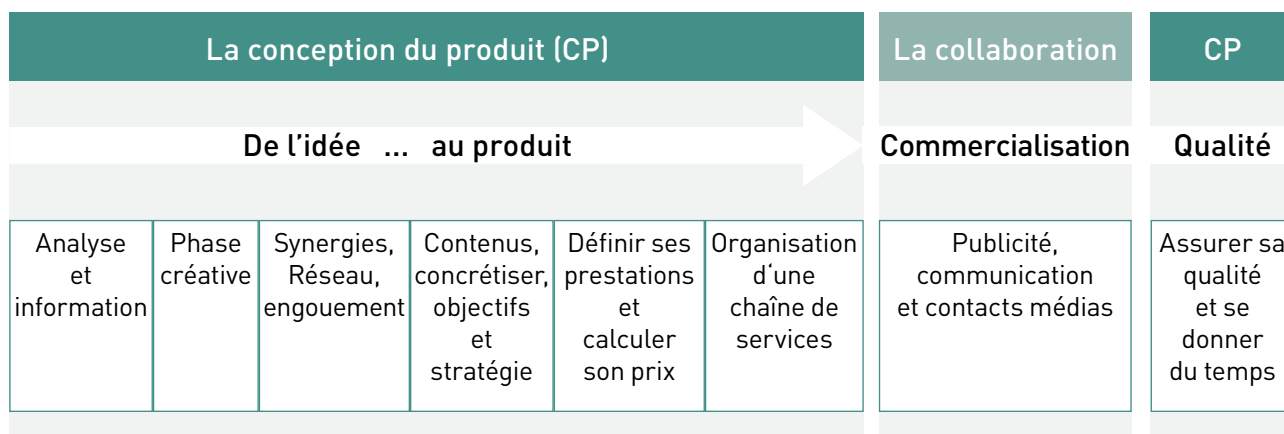 La conception du produit (CP)
La collaboration
CP
De l'idée ... au produit
Commercialisation
Qualité
Analyse
et
information
Phase
créative
Synergies,
Réseau,
engouement
Contenus,
concrétiser,
objectifs
et
stratégie
Définir ses
prestations
et
calculer
son prix
Organisation
d‘une
chaîne de
services
Publicité,
communication
et contacts médias
Assurer sa
qualité
et se
donner
du temps